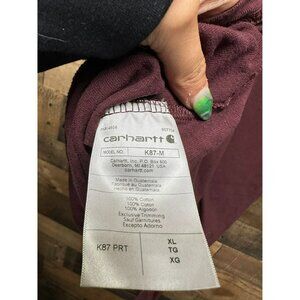 carhartt
MODEL NO. K87-M
Carhartt, Inc. P.O. Box 600
Dearborn, MI 48121 USA
carhartt.com
Made in Guatemala
Fabriqué au Guatemala
Hecho en Guatemala
100% Cotton
100% Coton
100% Algodon
Exclusive Trimming
Sauf Garnitures
Excepto Adorno
K87 PRT
XL
TG
XG